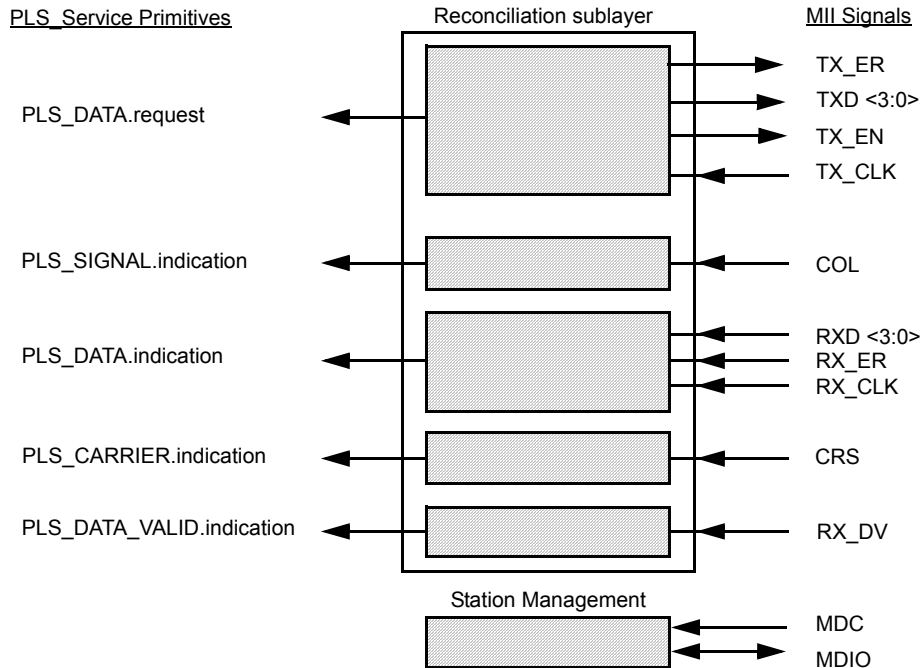 PLS_Service Primitives
Reconciliation sublayer
MII Signals
PLS_DATA.request
TX_ER
TXD <3:0>
TX_EN
TX_CLK
PLS_SIGNAL.indication
COL
PLS_DATA.indication
RXD <3:0>
RX_ER
RX_CLK
PLS_CARRIER.indication
CRS
PLS_DATA_VALID.indication
RX_DV
Station Management
MDC
MDIO